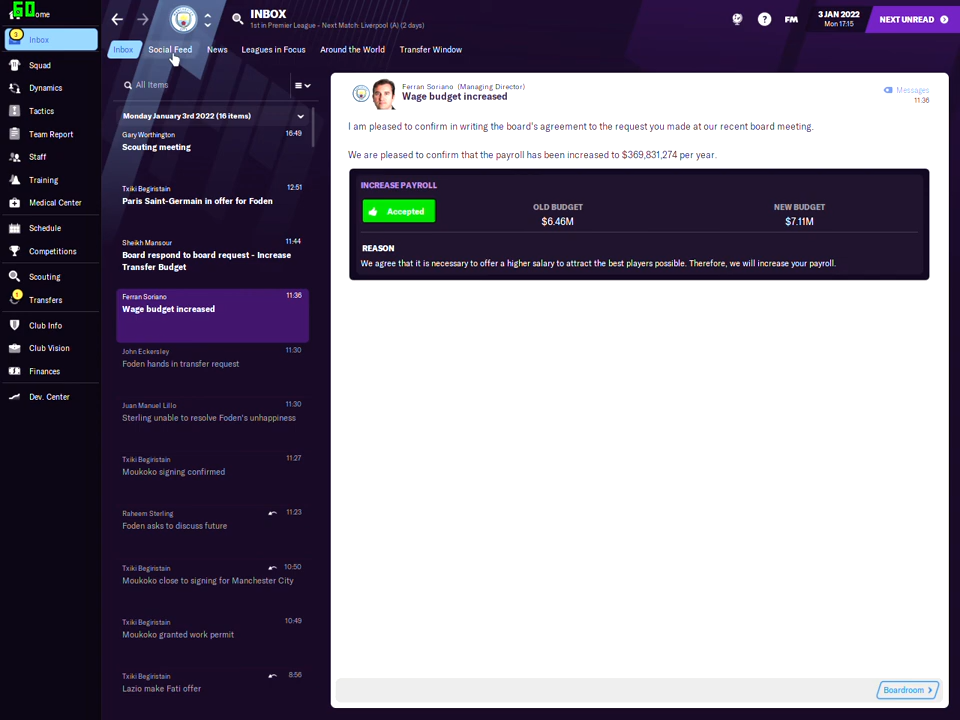 60
ome
INBOX
1st in Premier League - Next Match: Liverpool (A) (2 days)
?
FM
3 JAN 2022
Mon 17:15
NEXT UNREAD
3
Inbox
Inbox
Social Feed
News
Leagues in Focus
Around the World
Transfer Window
Squad
Dynamics
Tactics
Team Report
Staff
Training
Medical Center
Schedule
Competitions
Scouting
1
Transfers
Club Info
Club Vision
Finances
Dev. Center
All Items
Monday January 3rd 2022 (16 items)
Gary Worthington 16:49
Scouting meeting
Txiki Begiristain 12:51
Paris Saint-Germain in offer for Foden
Sheikh Mansour 11:44
Board respond to board request - Increase
Transfer Budget
Ferran Soriano 11:36
Wage budget increased
John Eckersley 11:30
Foden hands in transfer request
Juan Manuel Lillo 11:30
Sterling unable to resolve Foden's unhappiness
Txiki Begiristain 11:27
Moukoko signing confirmed
Raheem Sterling 11:23
Foden asks to discuss future
Txiki Begiristain 10:50
Moukoko close to signing for Manchester City
Txiki Begiristain 10:49
Moukoko granted work permit
Txiki Begiristain 8:56
Lazio make Fati offer
Ferran Soriano (Managing Director)
Wage budget increased
Messages
11:36
I am pleased to confirm in writing the board's agreement to the request you made at our recent board meeting.
We are pleased to confirm that the payroll has been increased to $369,831,274 per year.
INCREASE PAYROLL
Accepted
OLD BUDGET
$6.46M
NEW BUDGET
$7.11M
REASON
We agree that it is necessary to offer a higher salary to attract the best players possible. Therefore, we will increase your payroll.
Boardroom